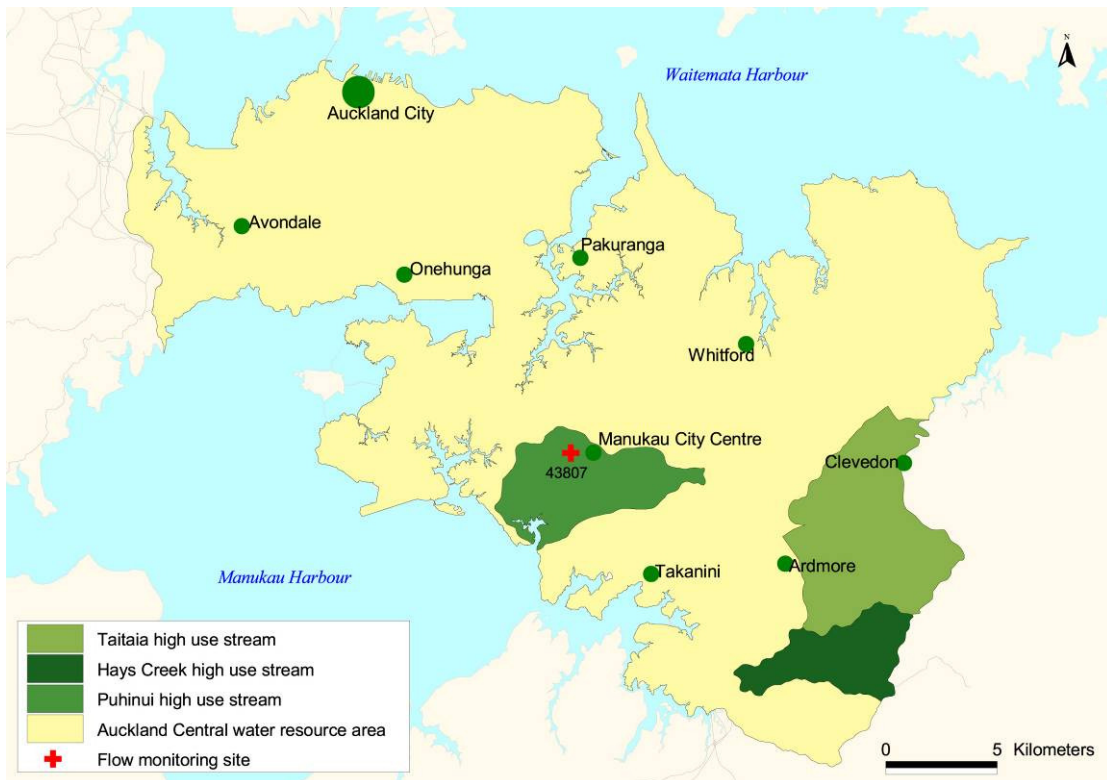 N
Waitemata Harbour
Auckland City
Avondale
Pakuranga
Onehunga
Whitford
Manukau City Centre
43807
Clevedon
Ardmore
Takanini
Manukau Harbour
Taitaia high use stream
Hays Creek high use stream
Puhinui high use stream
Auckland Central water resource area
Flow monitoring site
0 5 Kilometers